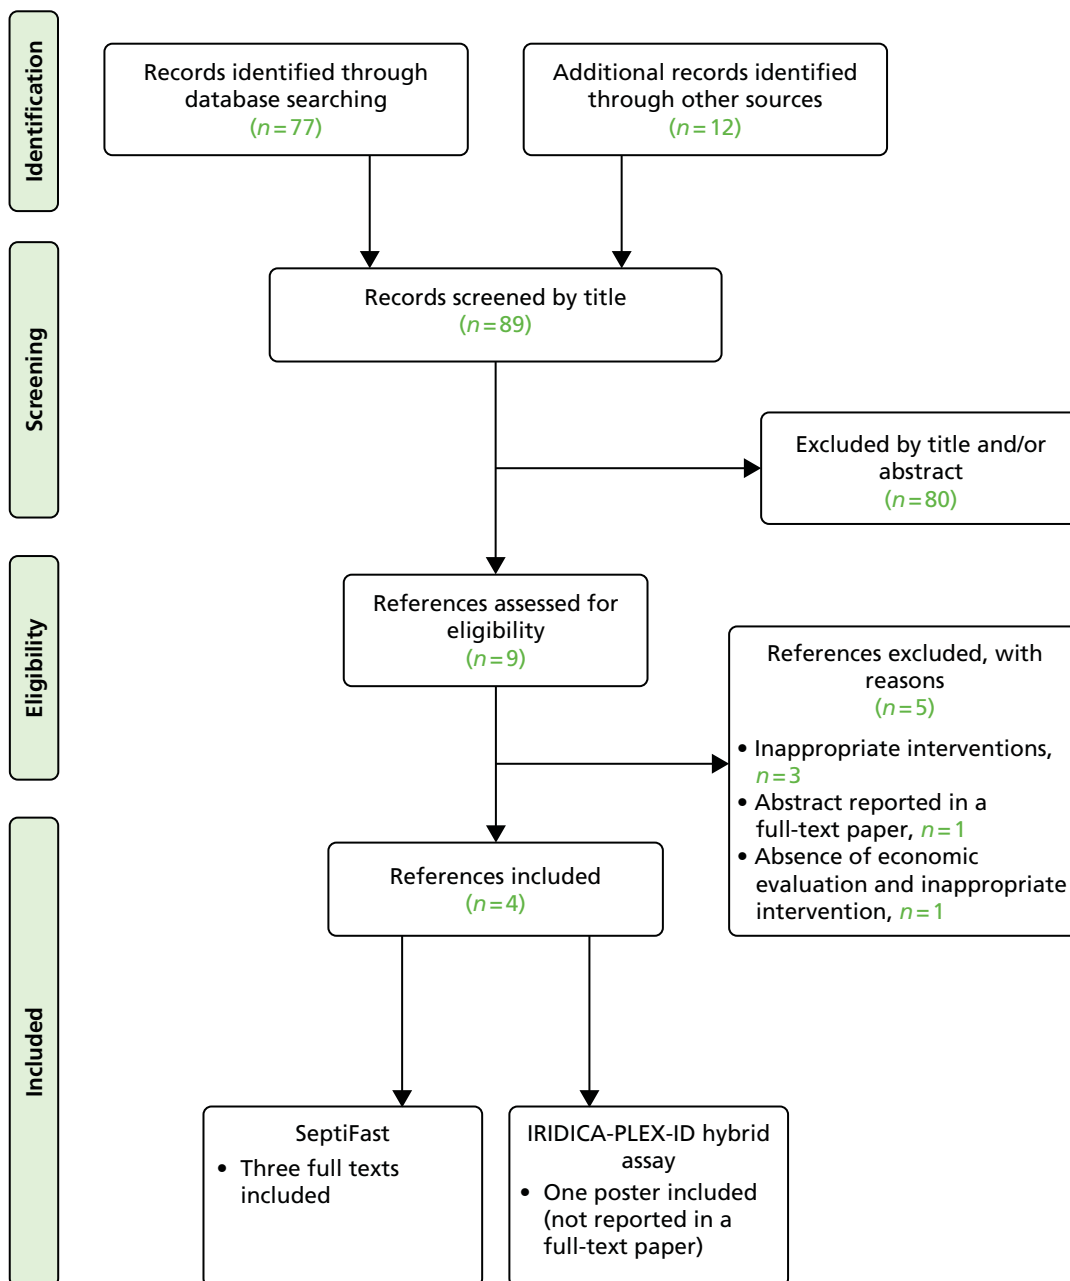 Identification
Records identified through
database searching
(n=77)
Additional records identified
through other sources
(n=12)
Screening
Records screened by title
(n=89)
Excluded by title and/or
abstract
(n=80)
Eligibility
References assessed for
eligibility
(n=9)
References excluded, with
reasons
(n=5)
• Inappropriate interventions,
n=3
• Abstract reported in a
full-text paper, n=1
• Absence of economic
evaluation and inappropriate
intervention, n=1
Included
References included
(n=4)
SeptiFast
• Three full texts
included
IRIDICA-PLEX-ID hybrid
assay
• One poster included
(not reported in a
full-text paper)